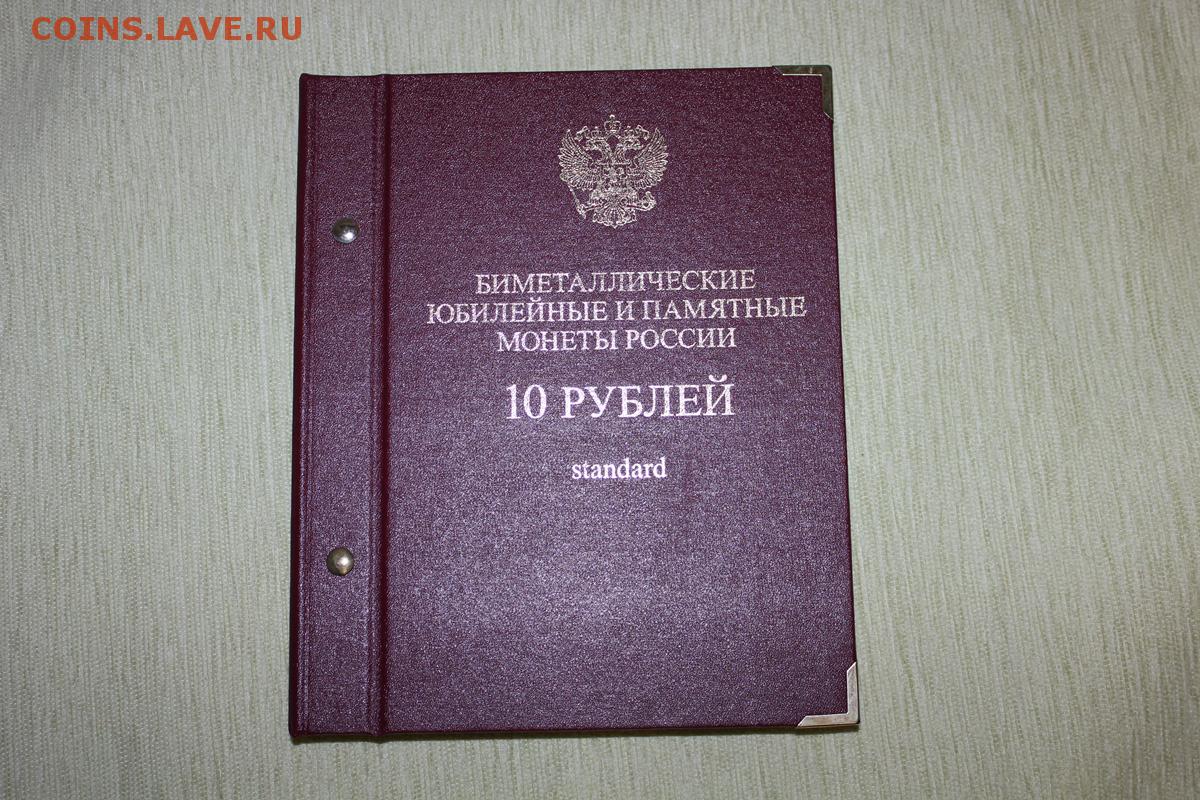 COINS.LAVE.RU
БИМЕТАЛЛИЧЕСКИЕ
ЮБИЛЕЙНЫЕ И ПАМЯТНЫЕ
МОНЕТЫ РОССИИ
10 РУБЛЕЙ
standard